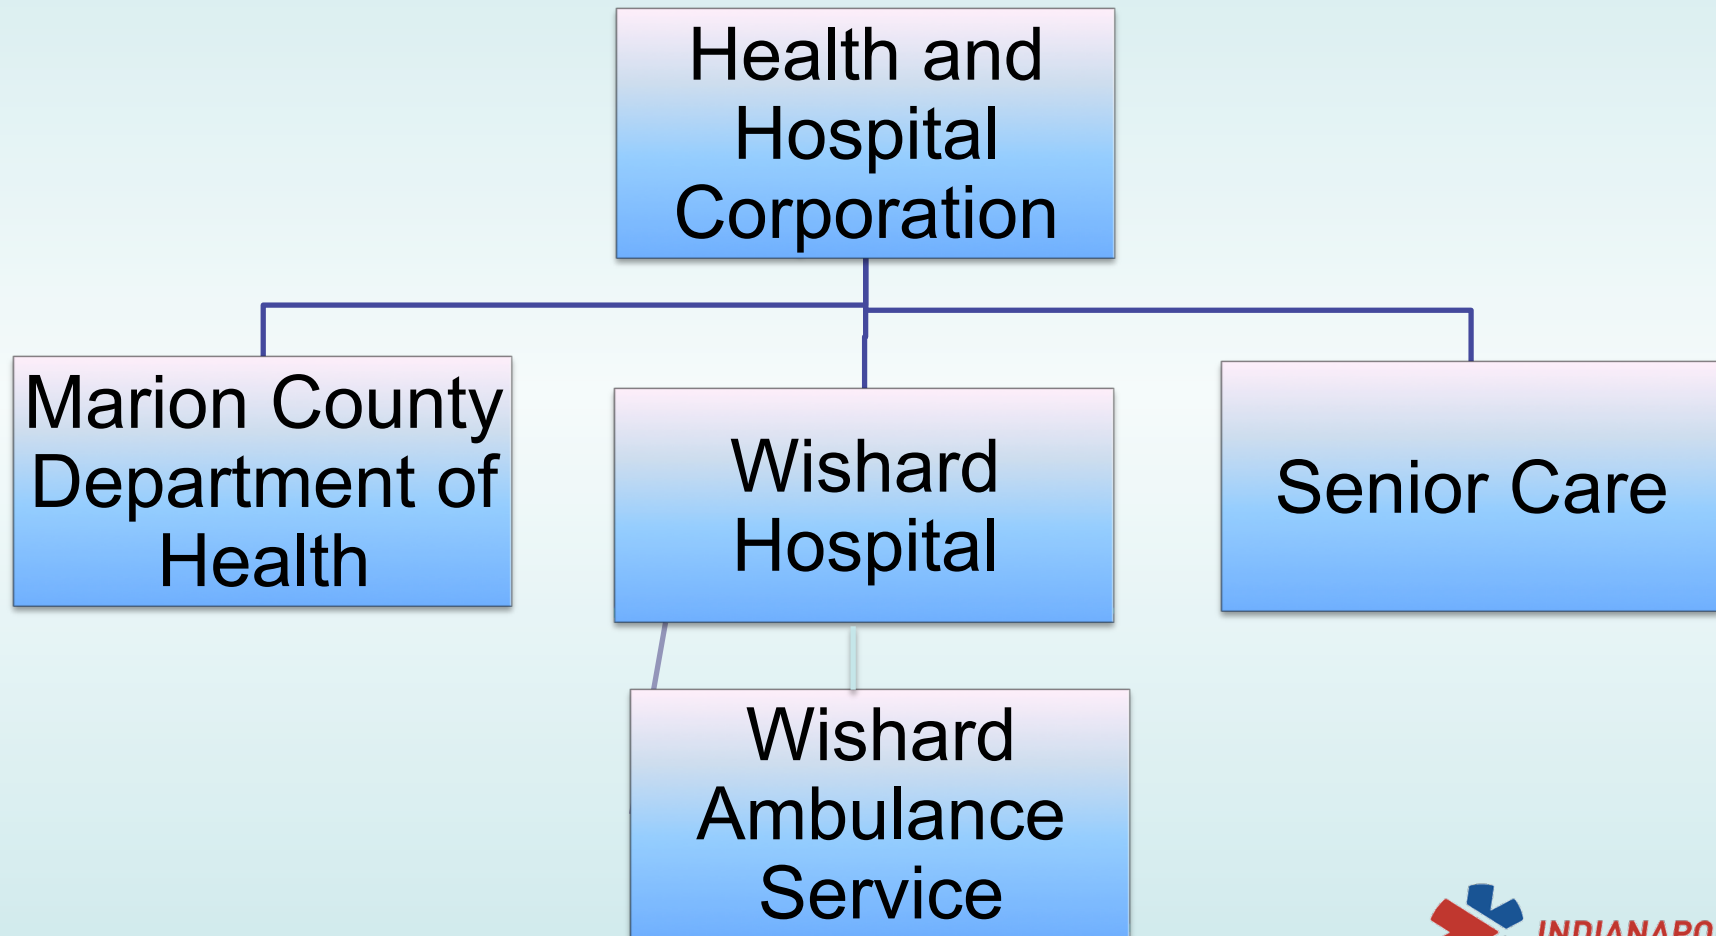 Health and
Hospital
Corporation
Marion County
Department of
Health
Wishard
Hospital
Senior Care
Wishard
Ambulance
Service